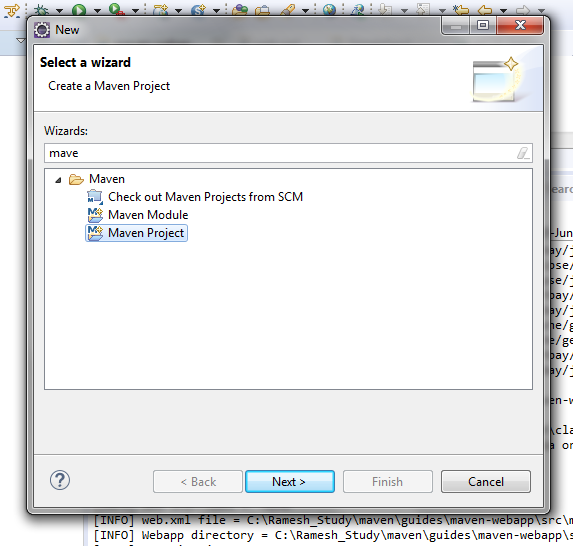 New
Select a wizard
Create a Maven Project
Wizards:
mave
Maven
Check out Maven Projects from SCM
Maven Module
Maven Project
< Back
Next >
Finish
Cancel
[INFO] web.xml file = C:\Ramesh_Study\maven\guides\maven-webapp\src\m
[INFO] Webapp directory = C:\Ramesh_Study\maven\guides\maven-webapp\s